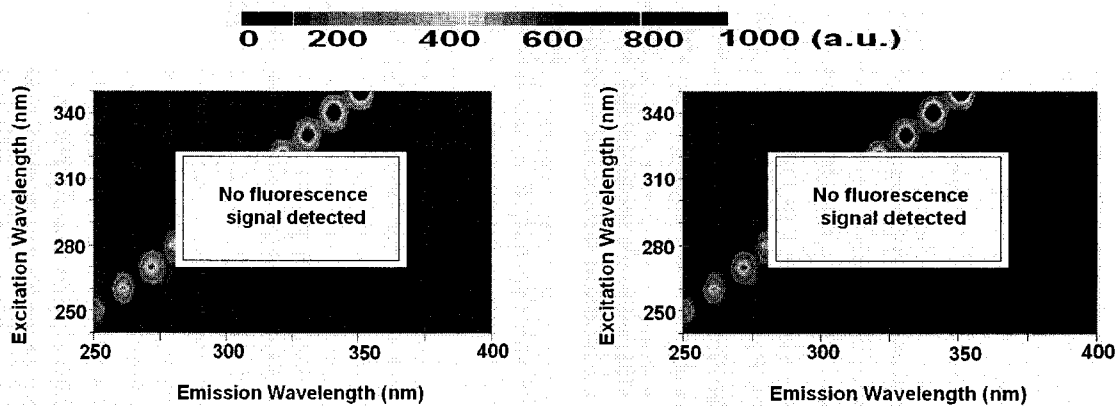 0 200 400 600 800 1000 (a.u.)
Excitation Wavelength (nm)
340
310
280
250
No fluorescence
signal detected
250 300 350 400
Emission Wavelength (nm)
Excitation Wavelength (nm)
340
310
280
250
No fluorescence
signal detected
250 300 350 400
Emission Wavelength (nm)